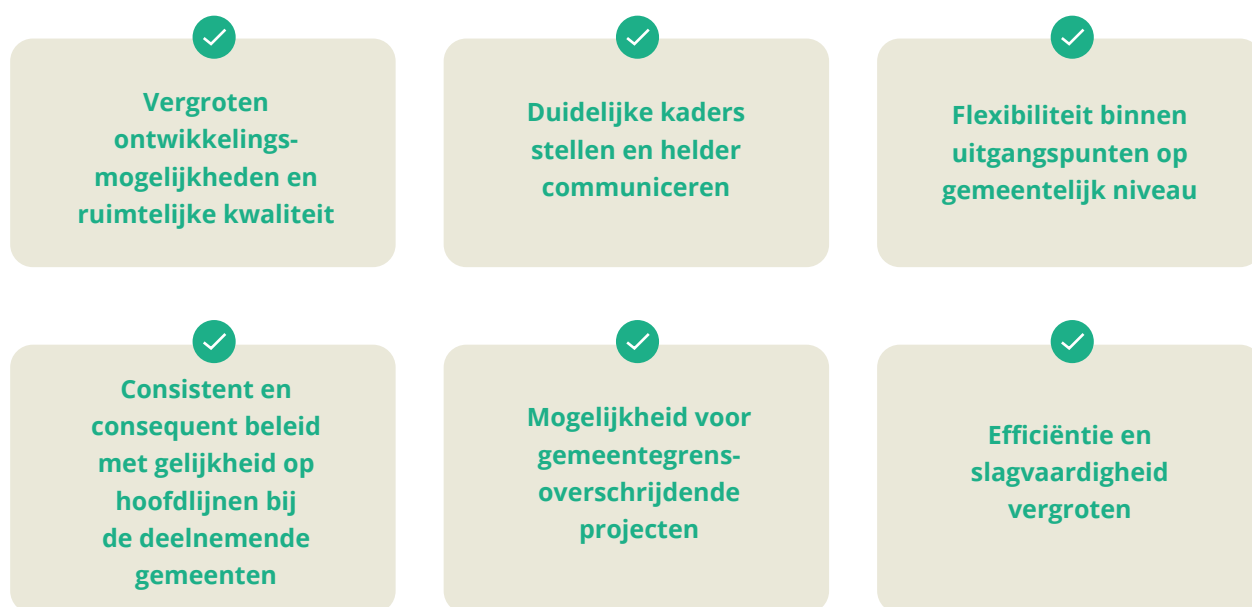 Vergroten
ontwikkelings-
mogelijkheden en
ruimtelijke kwaliteit
Duidelijke kaders
stellen en helder
communiceren
Flexibiliteit binnen
uitgangspunten op
gemeentelijk niveau
Consistent en
consequent beleid
met gelijkheid op
hoofdlijnen bij
de deelnemende
gemeenten
Mogelijkheid voor
gemeentegrens-
overschrijdende
projecten
Efficiëntie en
slagvaardigheid
vergroten